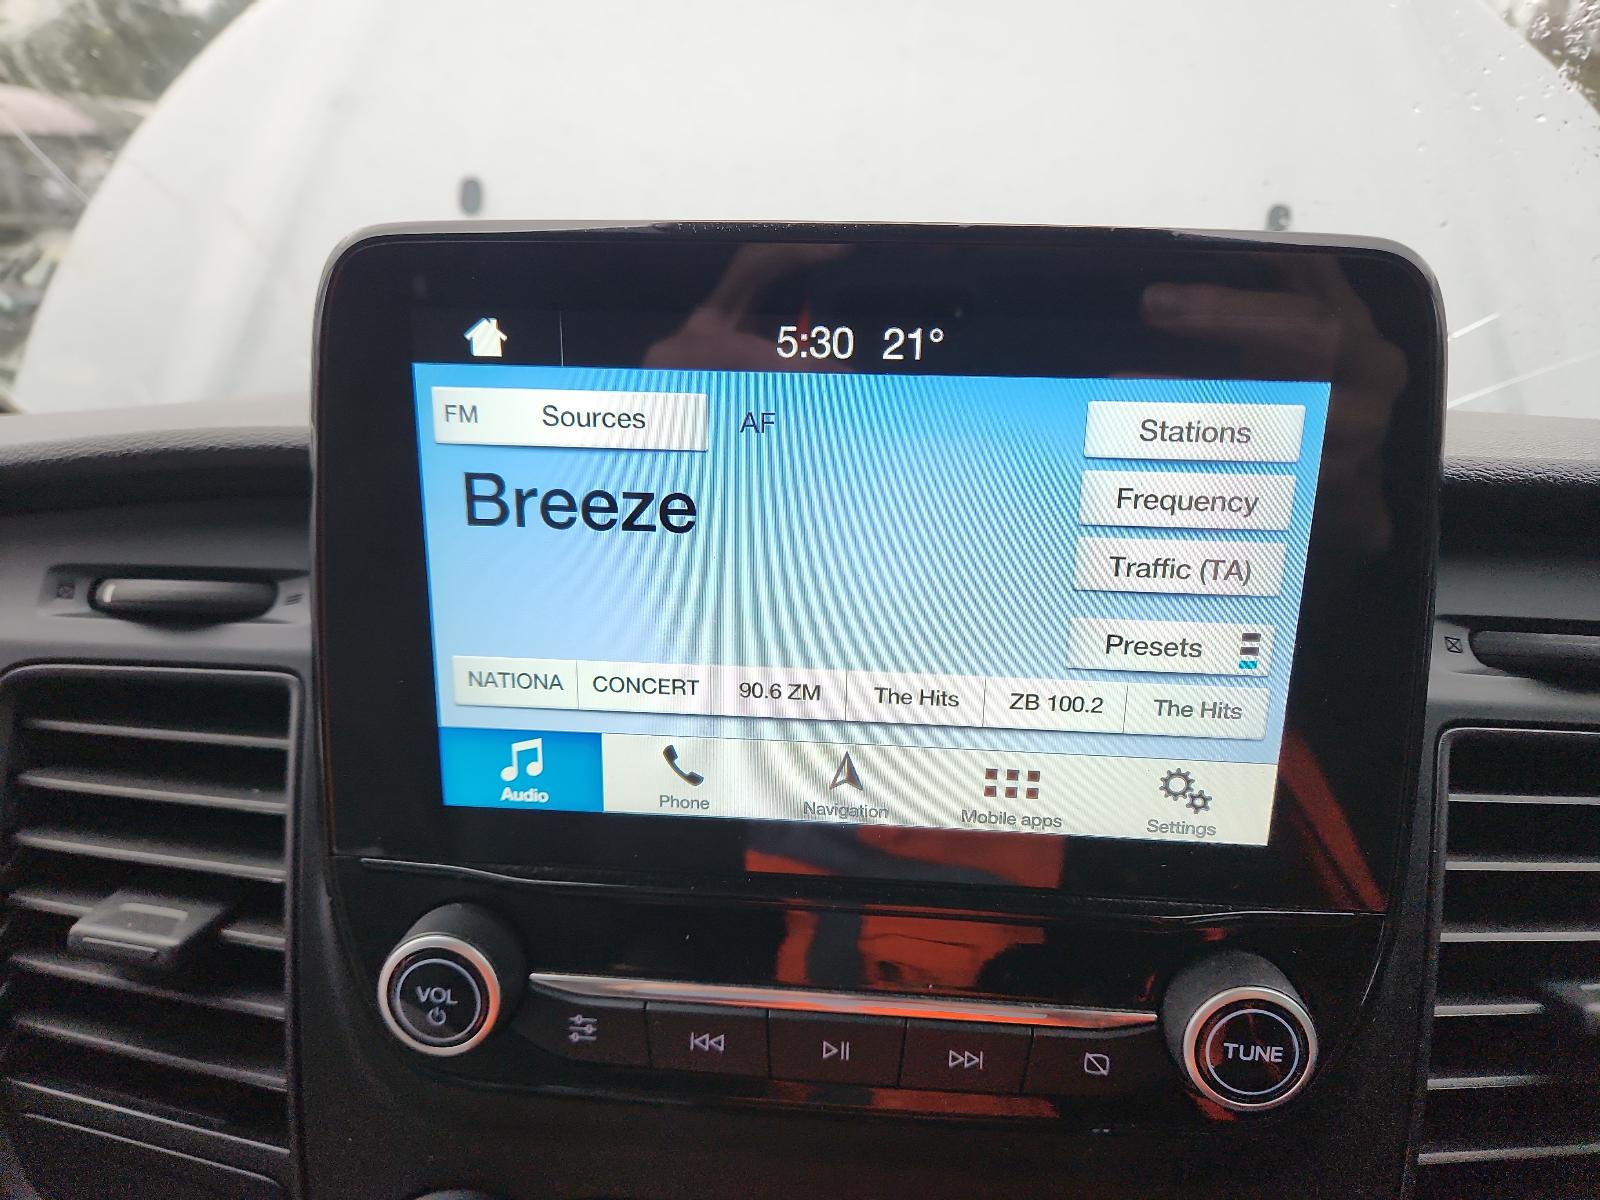 5:30 21°
FM Sources AF Stations
Breeze
Frequency
Traffic (TA)
Presets
NATIONA CONCERT 90.6 ZM The Hits ZB 100.2 The Hits
Audio Phone Navigation Mobile apps Settings
VOL
TUNE